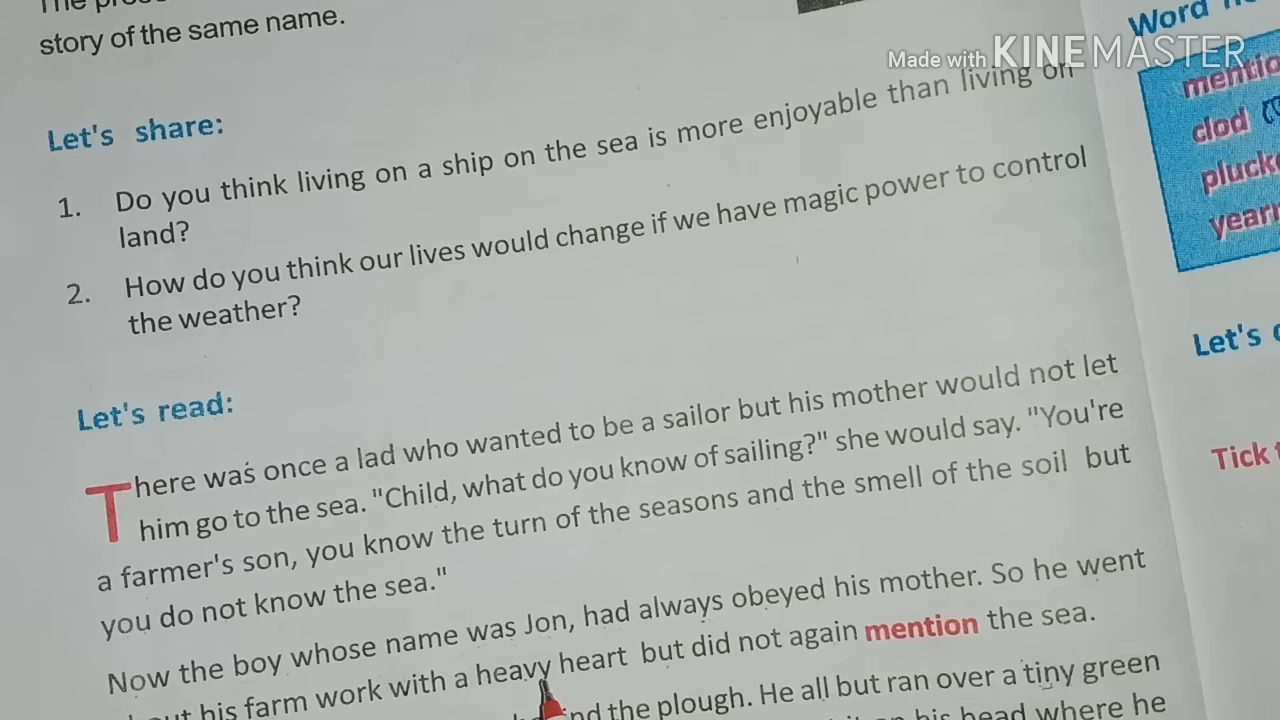 story of the same name.
Made with KINEMASTER
Let's share:
1. Do you think living on a ship on the sea is more enjoyable than living on
land?
2. How do you think our lives would change if we have magic power to control
the weather?
Let's read:
There was once a lad who wanted to be a sailor but his mother would not let
him go to the sea. "Child, what do you know of sailing?" she would say. "You're
a farmer's son, you know the turn of the seasons and the smell of the soil but
you do not know the sea."
Now the boy whose name was Jon, had always obeyed his mother. So he went
his farm work with a heavy heart but did not again mention the sea.
the plough. He all but ran over a tiny green
his head where he
Word
clod
Let's
Tick